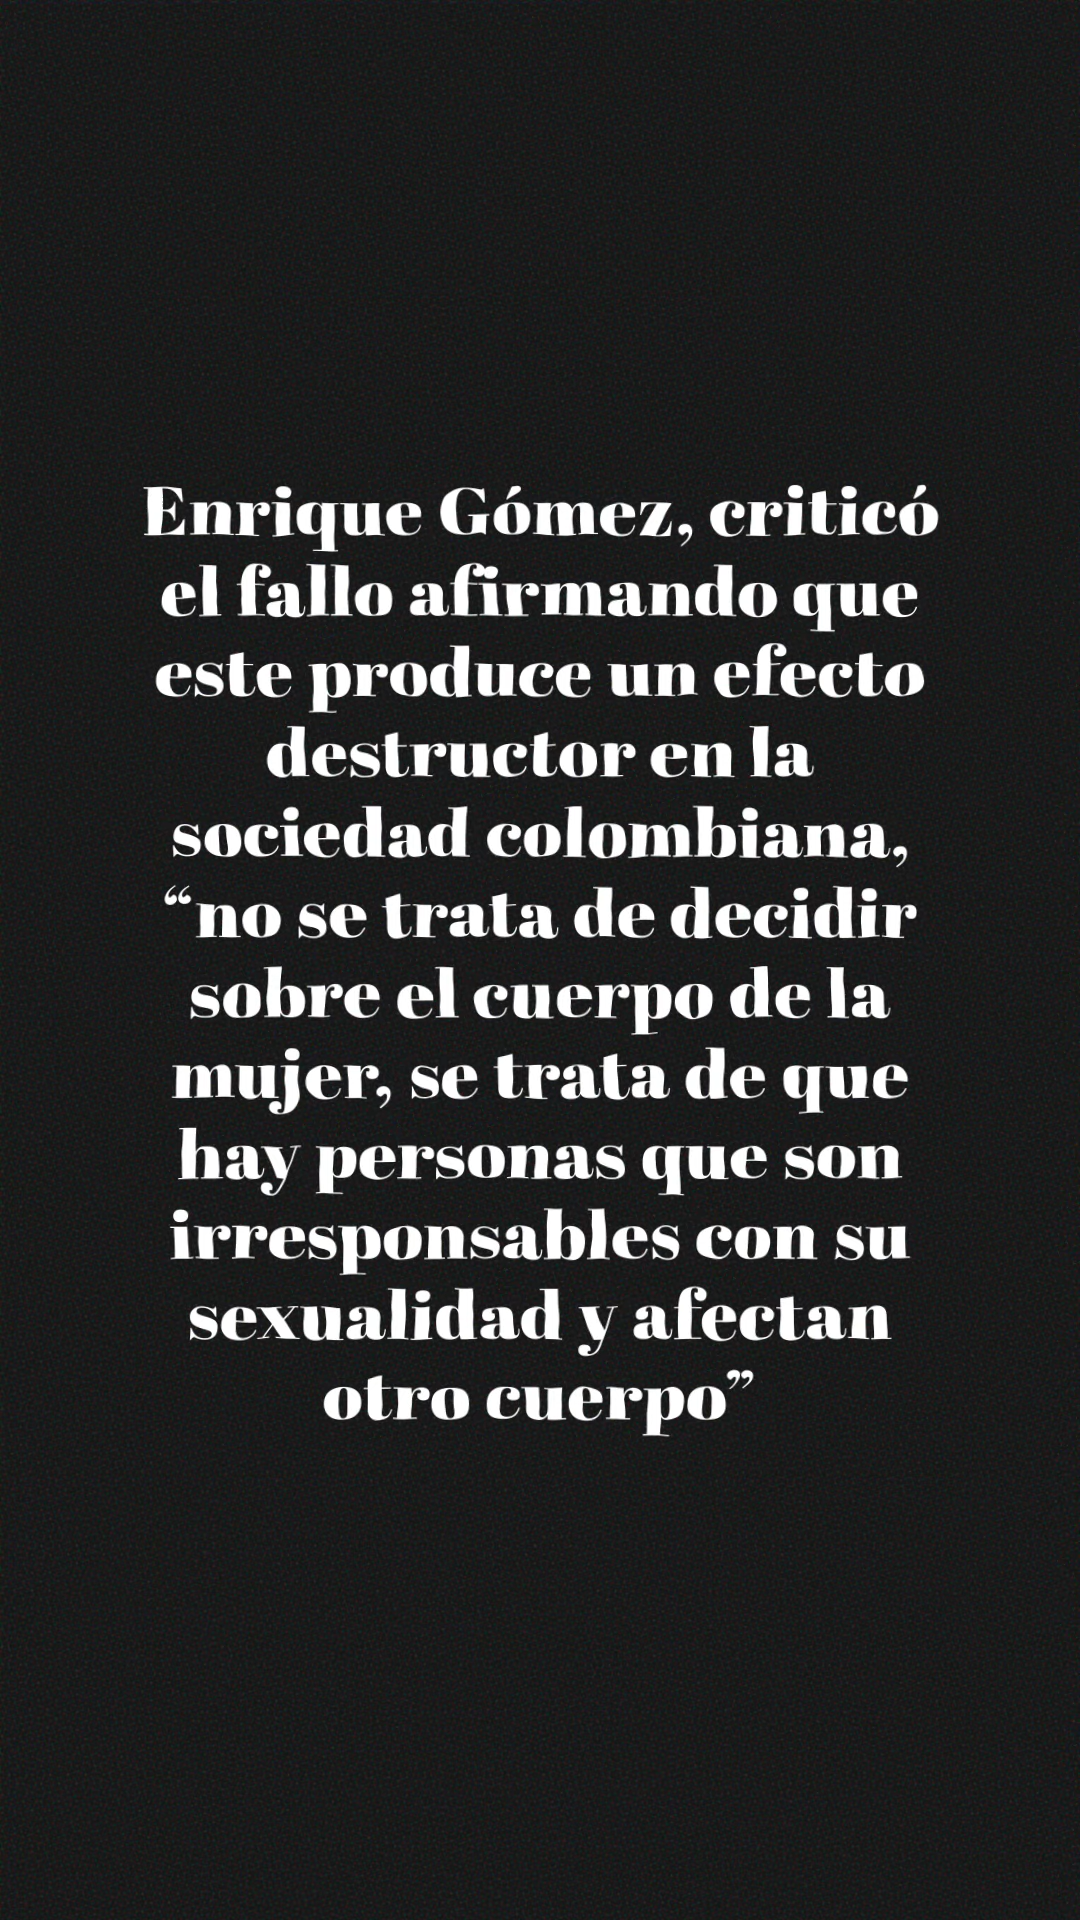 Enrique Gómez, criticó
el fallo afirmando que
este produce un efecto
destructor en la
sociedad colombiana,
“no se trata de decidir
sobre el cuerpo de la
mujer, se trata de que
hay personas que son
irresponsables con su
sexualidad y afectan
otro cuerpo”